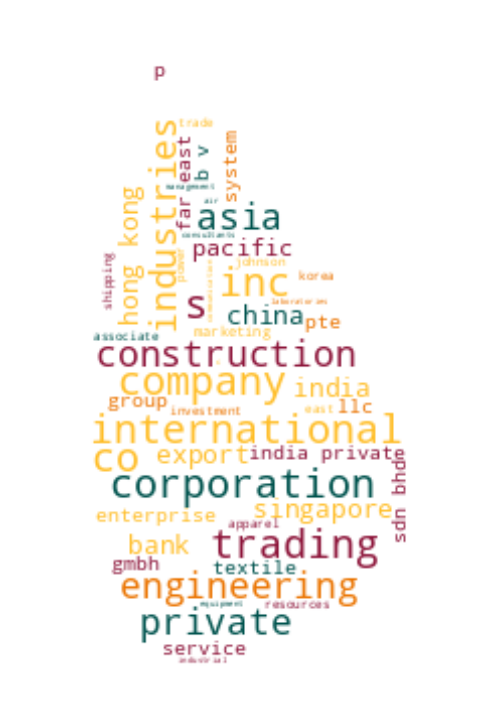 p
trade
industries
far east
b v
system
management
hong kong
air
asia
consultants
pacific
power
johnson
shipping
inc
korea
s
laboratories
china
pte
marketing
associate
construction
company
india
group
investment
east
llc
international
co
export
india private
corporation
sdn bhd
singapore
enterprise
apparel
trading
bank
gmbh
textile
engineering
equipment
resources
private
service
industrial